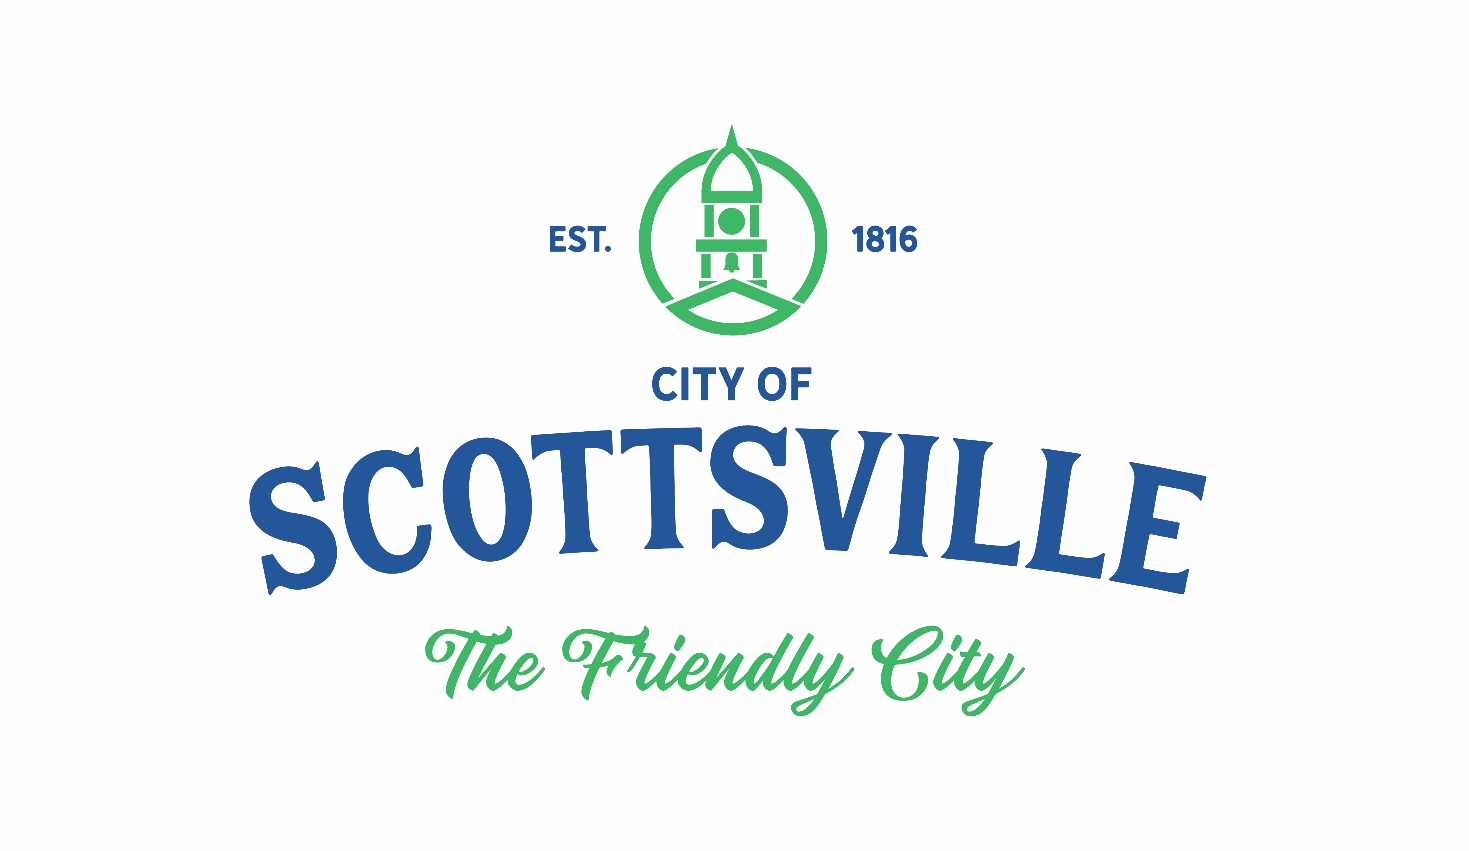 EST. 1816
CITY OF
SCOTTSVILLE
The Friendly City